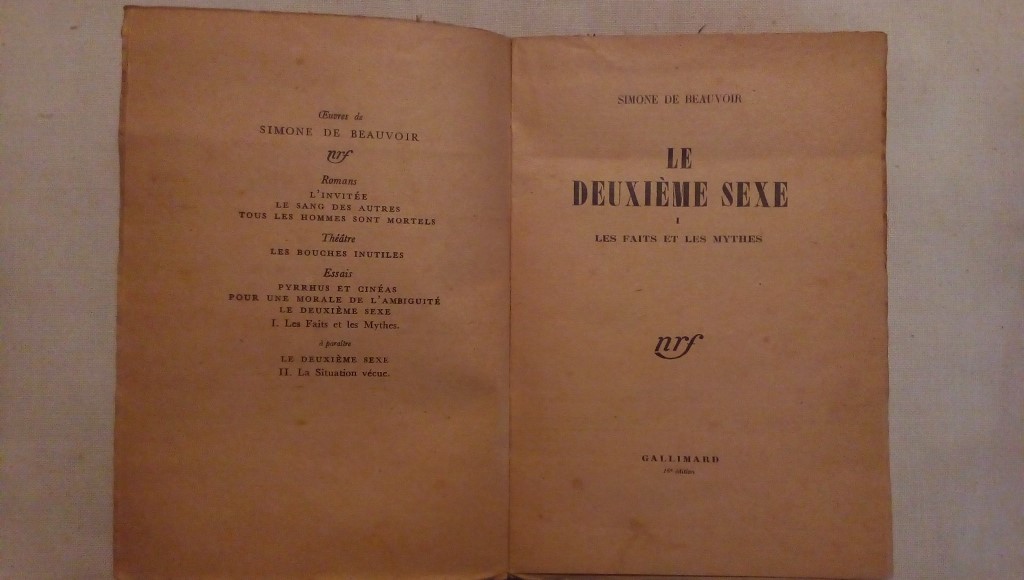 Œuvres de
SIMONE DE BEAUVOIR
nrf
Romans
L'INVITÉE
LE SANG DES AUTRES
TOUS LES HOMMES SONT MORTELS
Théâtre
LES BOUCHES INUTILES
Essais
PYRRHUS ET CINÉAS
POUR UNE MORALE DE L'AMBIGUITÉ
LE DEUXIÈME SEXE
I. Les Faits et les Mythes.
à paraître
LE DEUXIÈME SEXE
II. La Situation vécue.
SIMONE DE BEAUVOIR
LE
DEUXIÈME SEXE
I
LES FAITS ET LES MYTHES
nrf
GALLIMARD
édition